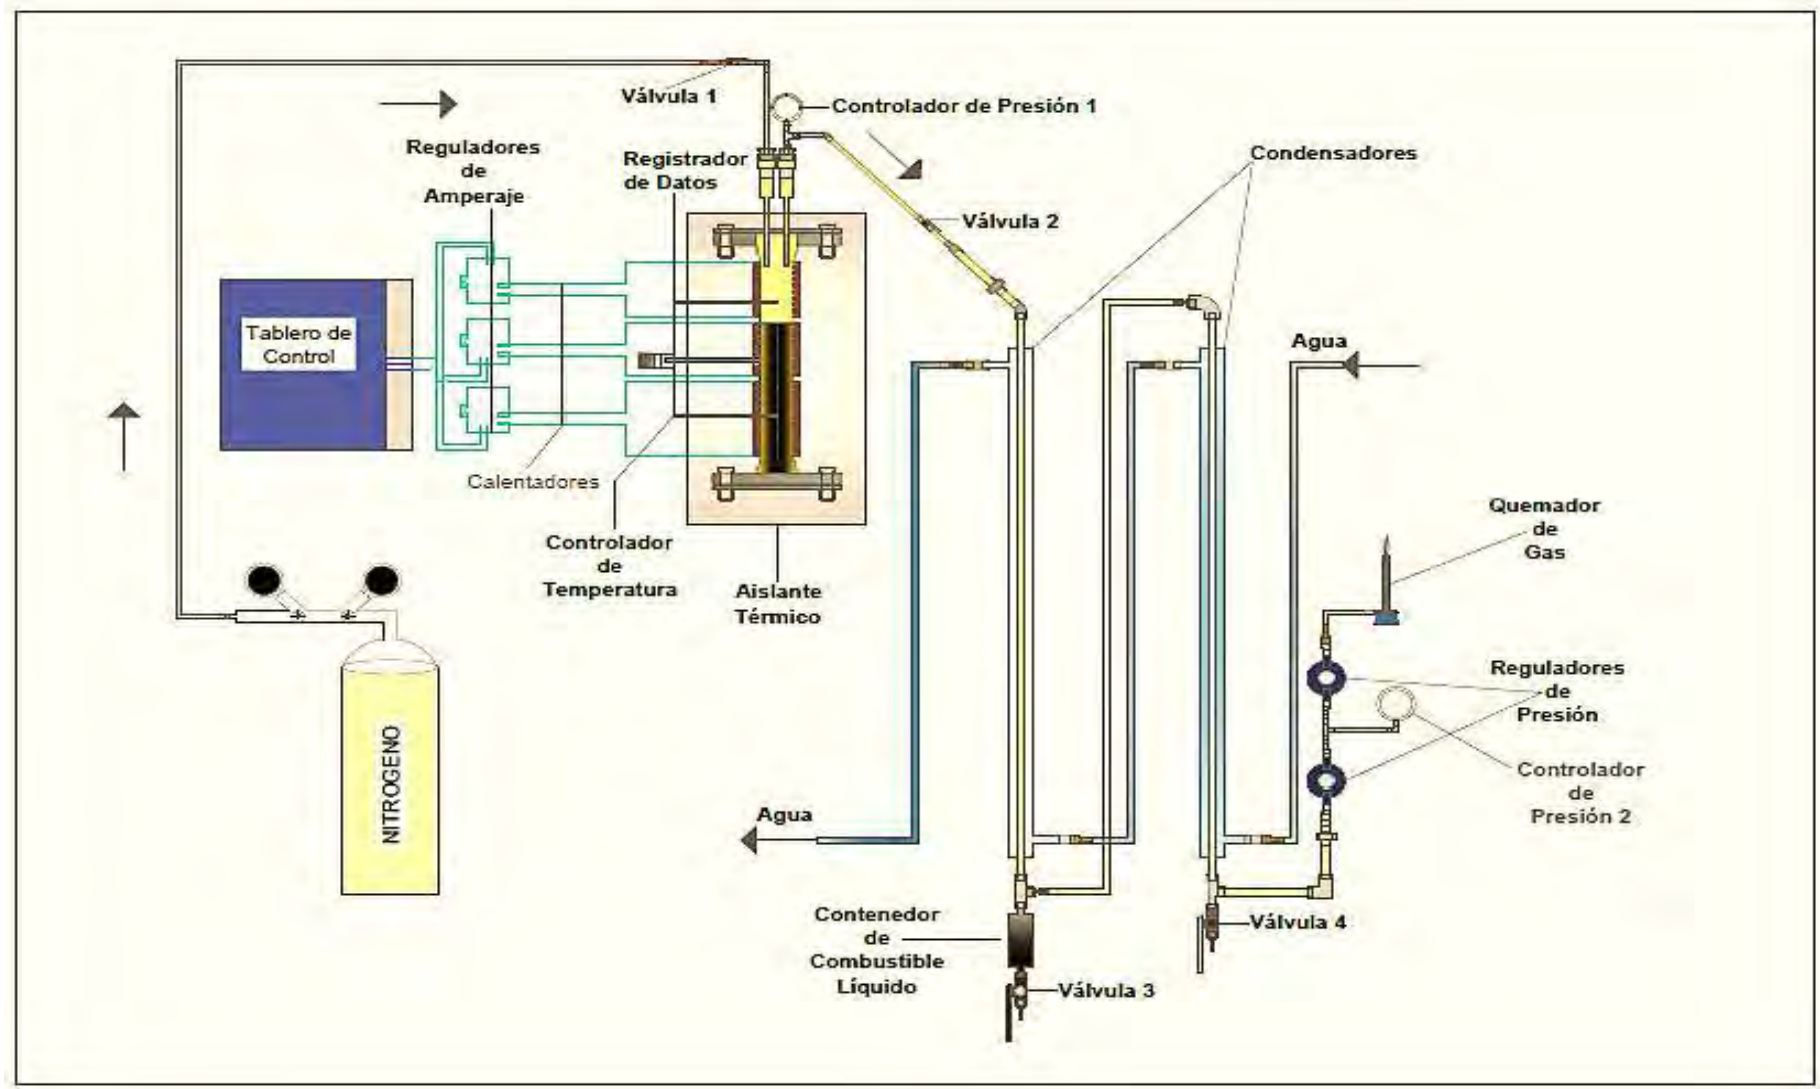 Válvula 1
Controlador de Presión 1
Reguladores
de
Amperaje
Registrador
de Datos
Condensadores
Válvula 2
Tablero de
Control
Agua
Calentadores
Controlador
de
Temperatura
Aislante
Térmico
Quemador
de
Gas
Reguladores
de
Presión
NITROGENO
Controlador
de
Presión 2
Agua
Contenedor
de
Combustible
Líquido
Válvula 4
Válvula 3